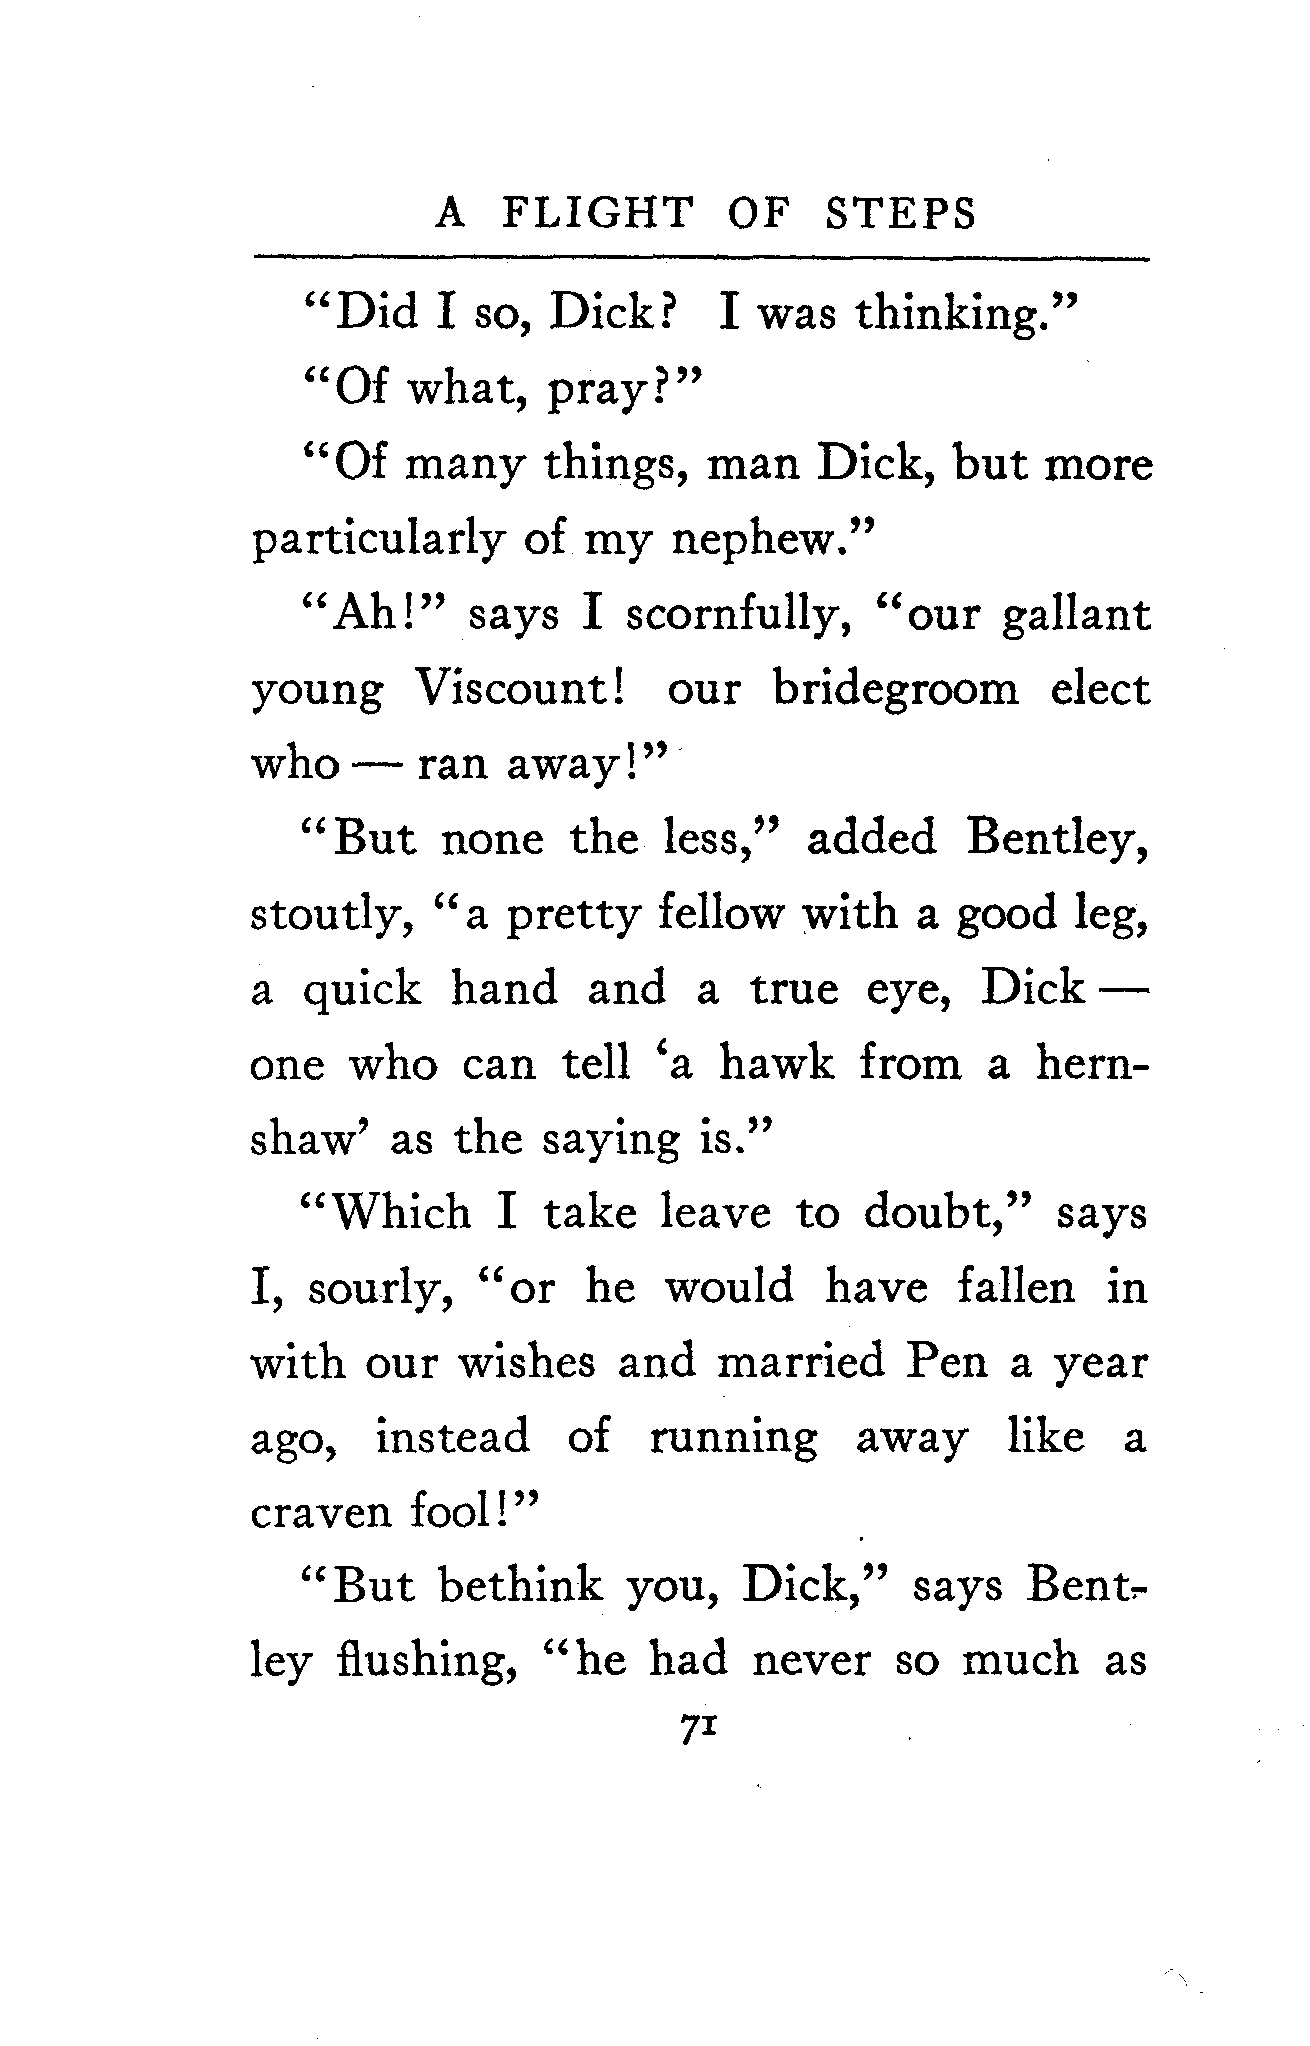 A FLIGHT OF STEPS
“Did I so, Dick? I was thinking.”
“Of what, pray?”
“Of many things, man Dick, but more
particularly of my nephew.”
“Ah!” says I scornfully, “our gallant
young Viscount! our bridegroom elect
who — ran away!”
“But none the less,” added Bentley,
stoutly, “a pretty fellow with a good leg,
a quick hand and a true eye, Dick —
one who can tell ‘a hawk from a hern-
shaw’ as the saying is.”
“Which I take leave to doubt,” says
I, sourly, “or he would have fallen in
with our wishes and married Pen a year
ago, instead of running away like a
craven fool!”
“But bethink you, Dick,” says Bent-
ley flushing, “he had never so much as
71